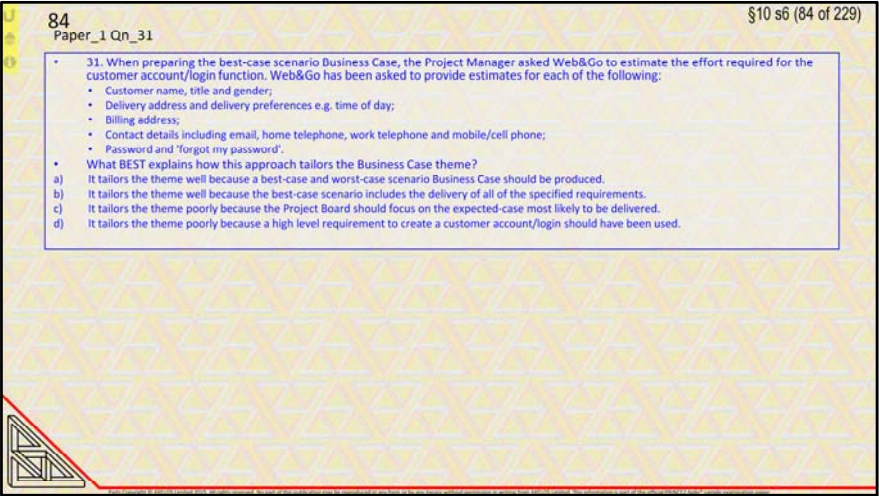 84
§10 s6 (84 of 229)
Paper_1 Qn_31
• 31. When preparing the best-case scenario Business Case, the Project Manager asked Web&Go to estimate the effort required for the
customer account/login function. Web&Go has been asked to provide estimates for each of the following:
• Customer name, title and gender;
• Delivery address and delivery preferences e.g. time of day;
• Billing address;
• Contact details including email, home telephone, work telephone and mobile/cell phone;
• Password and 'forgot my password'.
• What BEST explains how this approach tailors the Business Case theme?
a) It tailors the theme well because a best-case and worst-case scenario Business Case should be produced.
b) It tailors the theme well because the best-case scenario includes the delivery of all of the specified requirements.
c) It tailors the theme poorly because the Project Board should focus on the expected-case most likely to be delivered.
d) It tailors the theme poorly because a high level requirement to create a customer account/login should have been used.